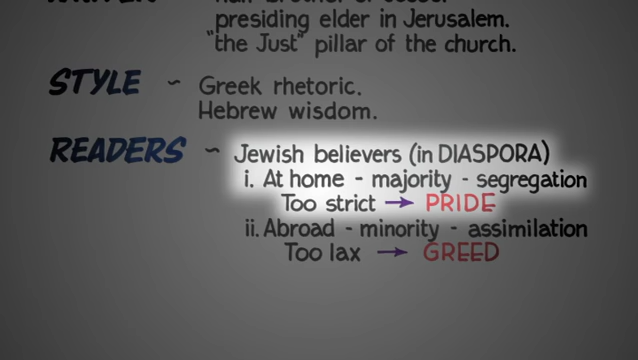 presiding elder in Jerusalem.
"the Just" pillar of the church.
STYLE ~ Greek rhetoric.
Hebrew wisdom.
READERS ~ Jewish believers (in DIASPORA)
i. At home - majority - segregation
Too strict → PRIDE
ii. Abroad - minority - assimilation
Too lax → GREED